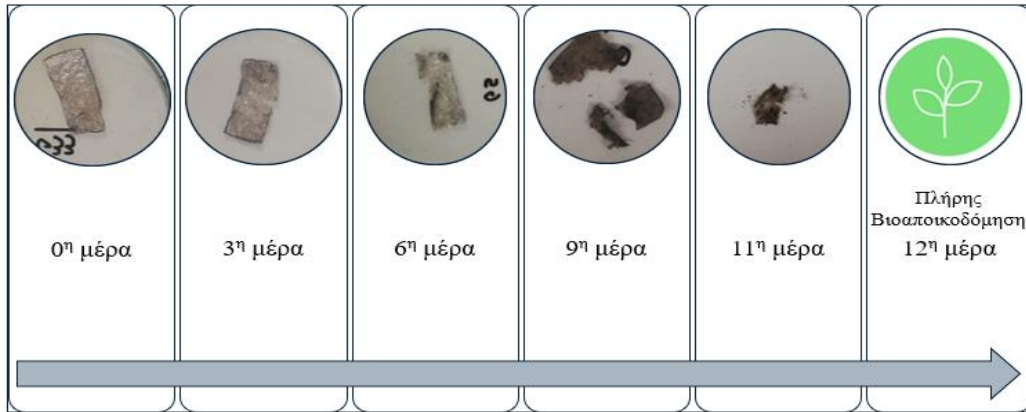 Πλήρης
Βιοαποικοδόμηση
0η μέρα
3η μέρα
6η μέρα
9η μέρα
11η μέρα
12η μέρα